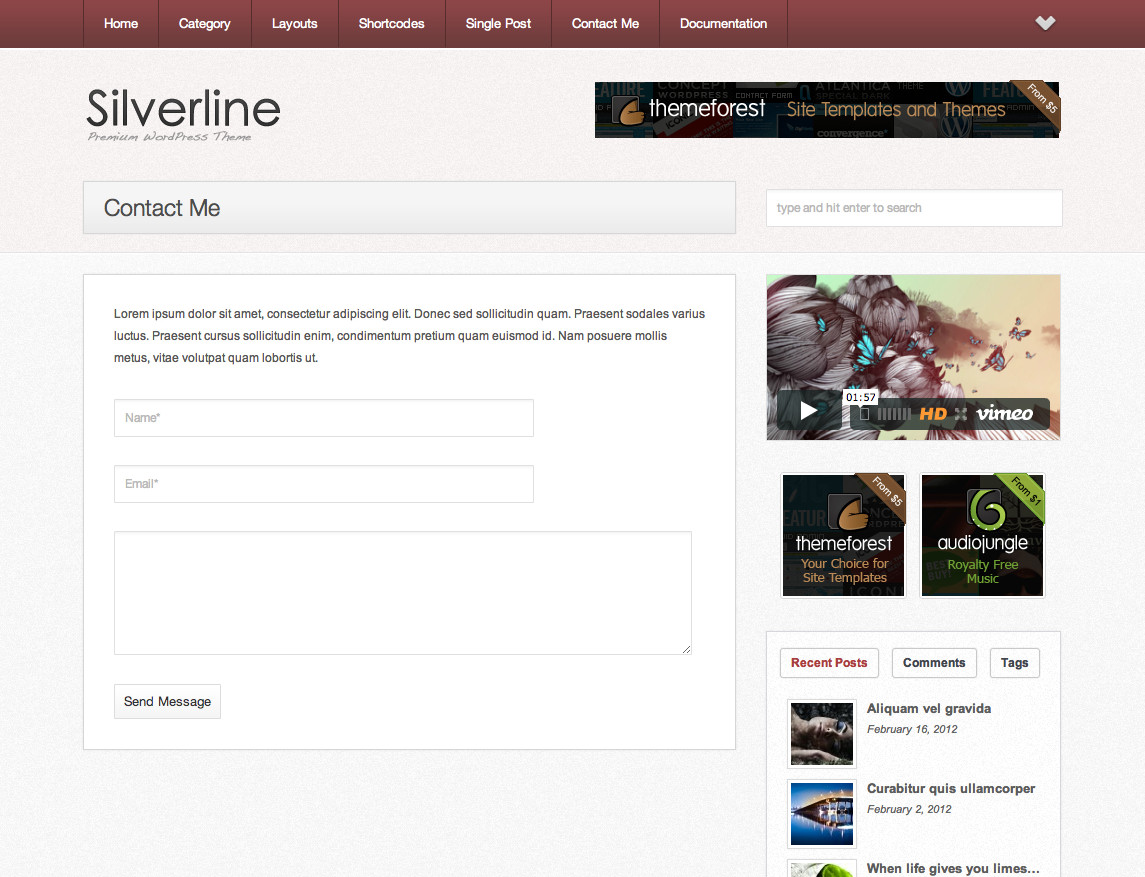 Home Category Layouts Shortcodes Single Post Contact Me Documentation
Silverline
Premium WordPress Theme
themeforest Site Templates and Themes From $5
Contact Me
type and hit enter to search
Lorem ipsum dolor sit amet, consectetur adipiscing elit. Donec sed sollicitudin quam. Praesent sodales varius
luctus. Praesent cursus sollicitudin enim, condimentum pretium quam euismod id. Nam posuere mollis
metus, vitae volutpat quam lobortis ut.
Name*
Email*
Send Message
01:57
HD vimeo
From $5
themeforest
Your Choice for
Site Templates
From $1
audiojungle
Royalty Free
Music
Recent Posts Comments Tags
Aliquam vel gravida
February 16, 2012
Curabitur quis ullamcorper
February 2, 2012
When life gives you limes...